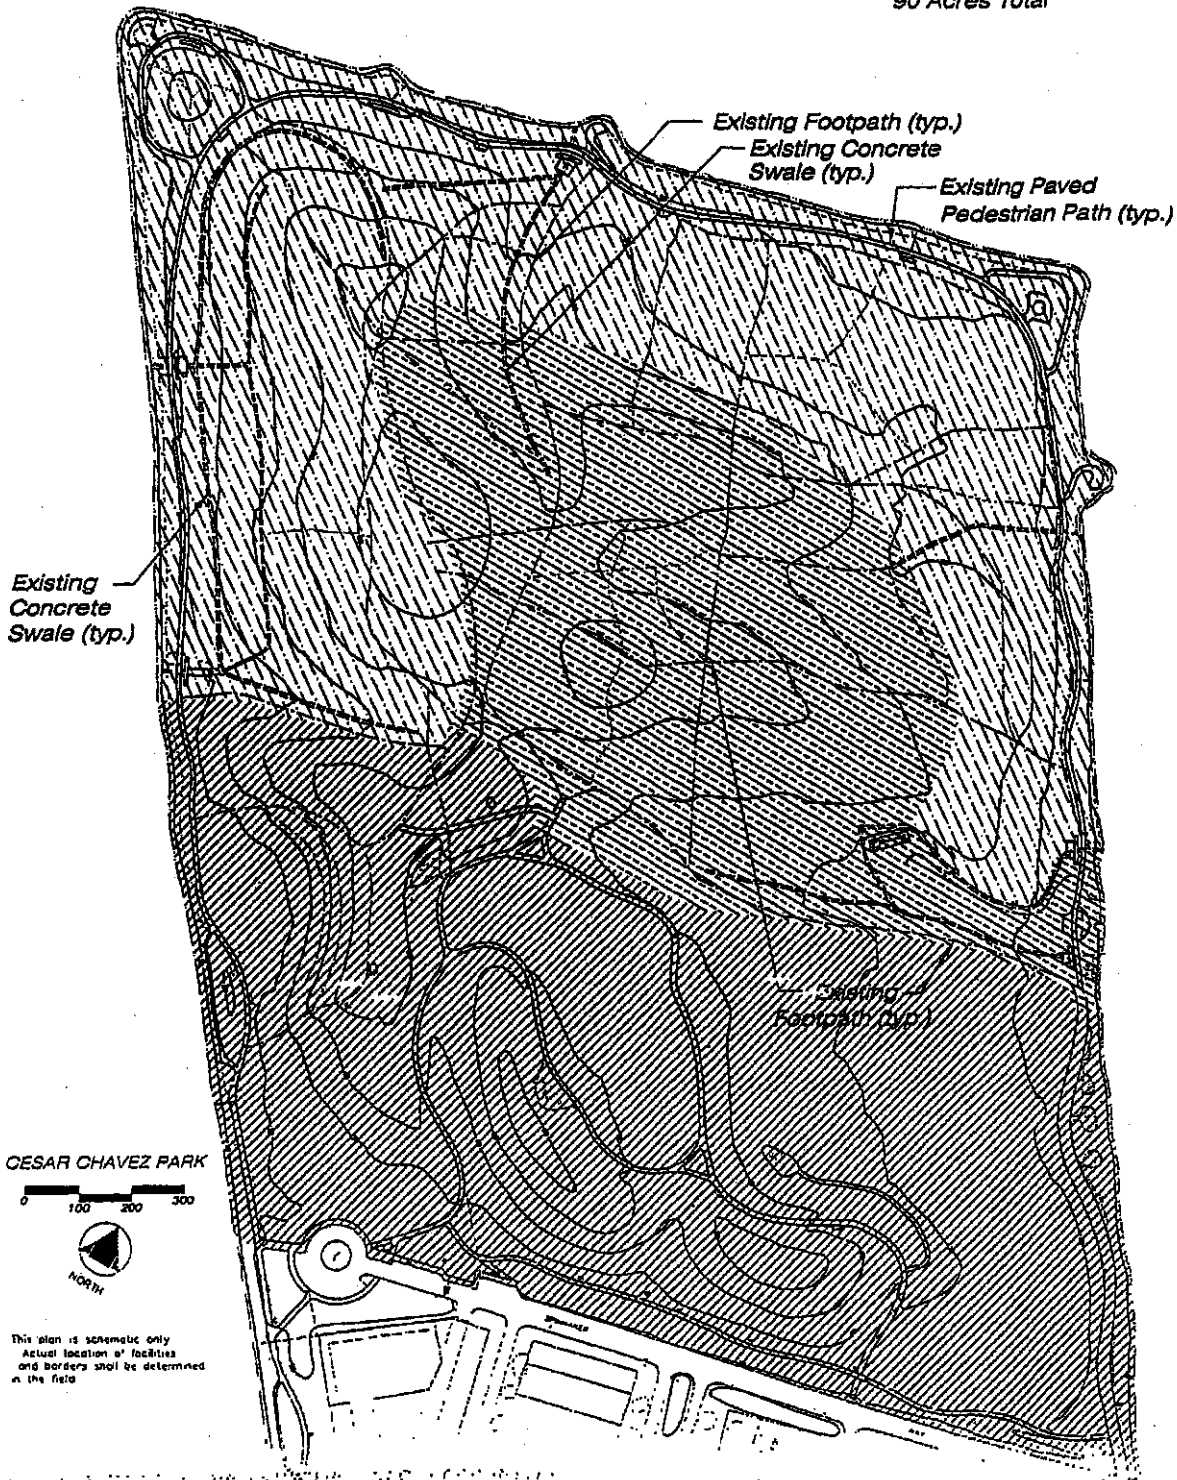 90 Acres Total
Existing Footpath (typ.)
Existing Concrete
Swale (typ.)
Existing Paved
Pedestrian Path (typ.)
Existing
Concrete
Swale (typ.)
Existing
Footpath (typ.)
CESAR CHAVEZ PARK
0 100 200 300
NORTH
This plan is schematic only
Actual location of facilities
and borders shall be determined
in the field